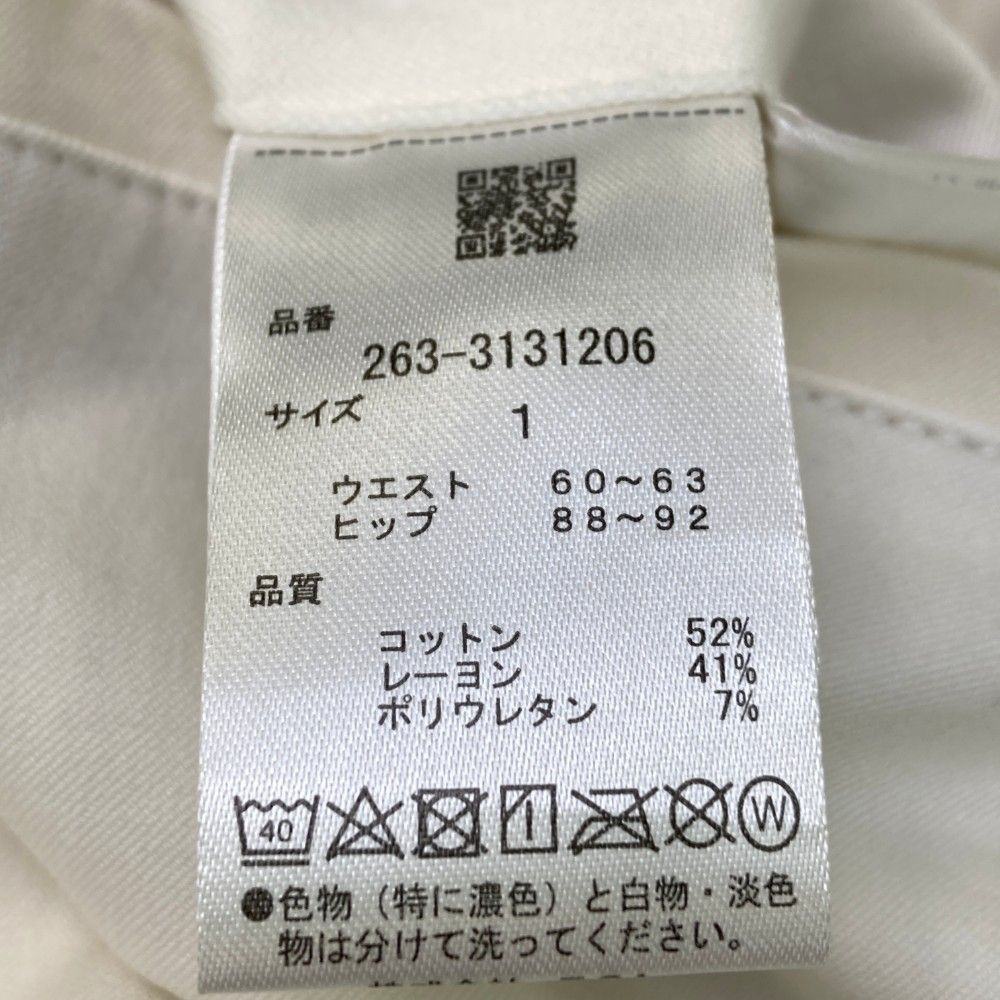 品番
263-3131206
サイズ 1
ウエスト 60～63
ヒップ 88～92
品質
コットン 52%
レーヨン 41%
ポリウレタン 7%
40 W
●色物（特に濃色）と白物・淡色
物は分けて洗ってください。